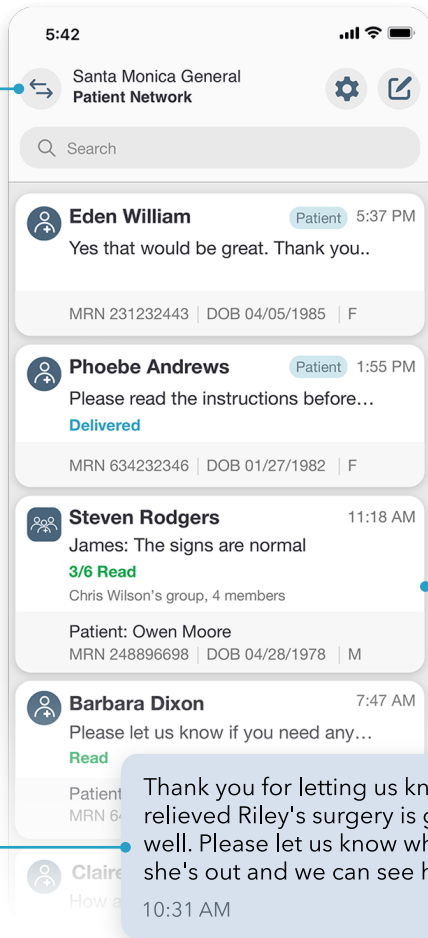 5:42
Santa Monica General
Patient Network
Search
Eden William Patient 5:37 PM
Yes that would be great. Thank you..
MRN 231232443 | DOB 04/05/1985 | F
Phoebe Andrews Patient 1:55 PM
Please read the instructions before…
Delivered
MRN 634232346 | DOB 01/27/1982 | F
Steven Rodgers 11:18 AM
James: The signs are normal
3/6 Read
Chris Wilson's group, 4 members
Patient: Owen Moore
MRN 248896698 | DOB 04/28/1978 | M
Barbara Dixon 7:47 AM
Please let us know if you need any…
Read
Patient
MRN
Thank you for letting us
relieved Riley's surgery is
well. Please let us know
she's out and we can see
10:31 AM
How